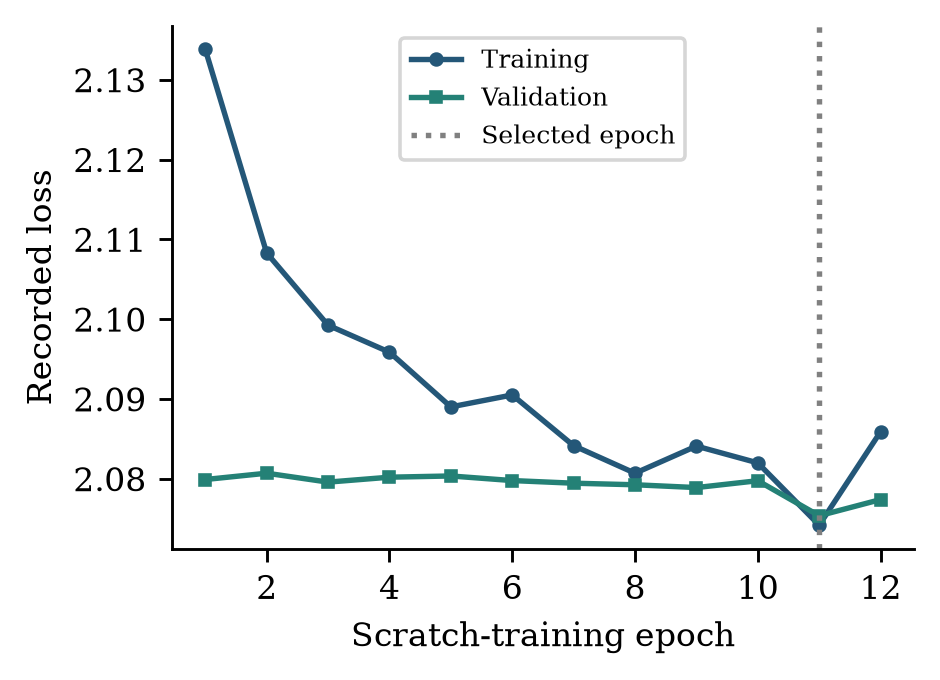 Training
Validation
Selected epoch
2.13
2.12
2.11
2.10
2.09
2.08
Recorded loss
2 4 6 8 10 12
Scratch-training epoch